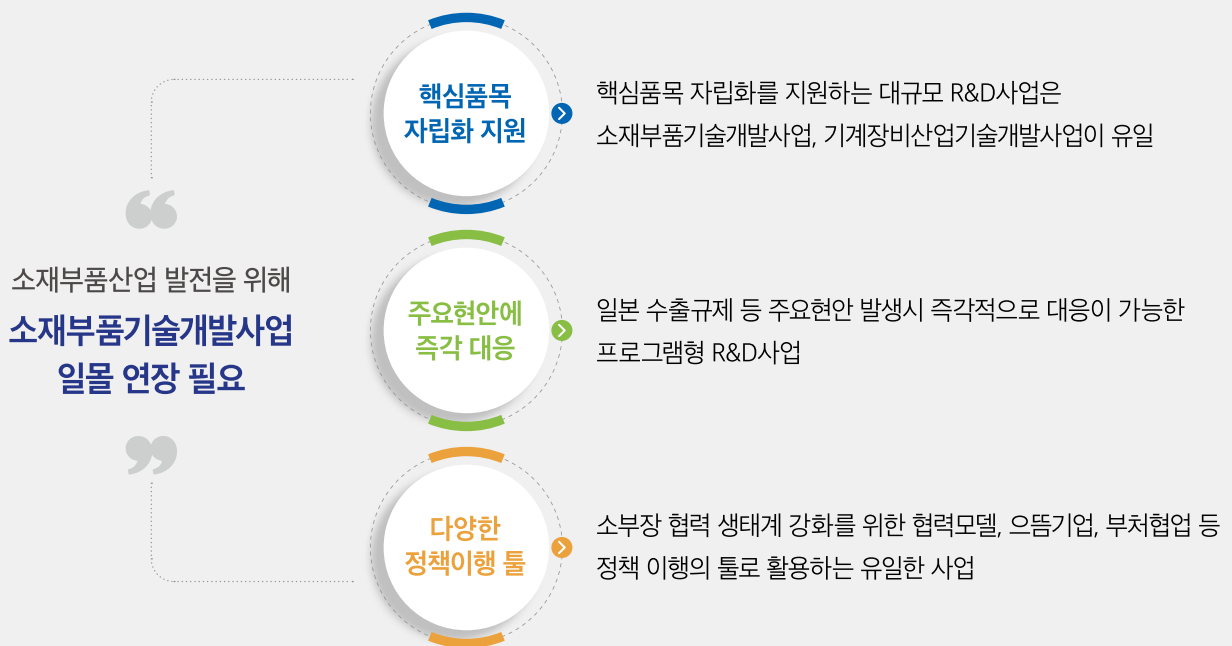 소재부품산업 발전을 위해
소재부품기술개발사업
일몰 연장 필요
핵심품목
자립화 지원
핵심품목 자립화를 지원하는 대규모 R&D사업은
소재부품기술개발사업, 기계장비산업기술개발사업이 유일
주요현안에
즉각 대응
일본 수출규제 등 주요현안 발생시 즉각적으로 대응이 가능한
프로그램형 R&D사업
다양한
정책이행 툴
소부장 협력 생태계 강화를 위한 협력모델, 으뜸기업, 부처협업 등
정책 이행의 툴로 활용하는 유일한 사업